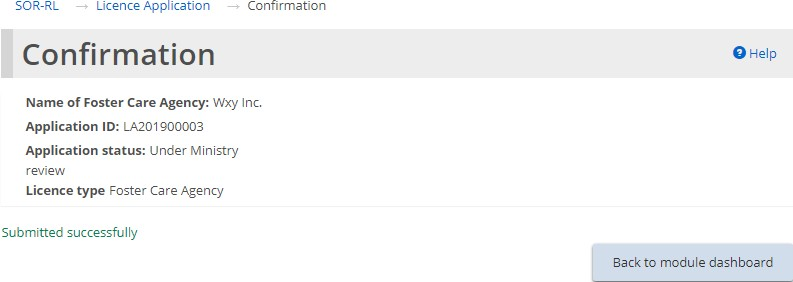 SOR-RL → Licence Application → Confirmation
Confirmation
Help
Name of Foster Care Agency: Wxy Inc.
Application ID: LA201900003
Application status: Under Ministry
review
Licence type Foster Care Agency
Submitted successfully
Back to module dashboard